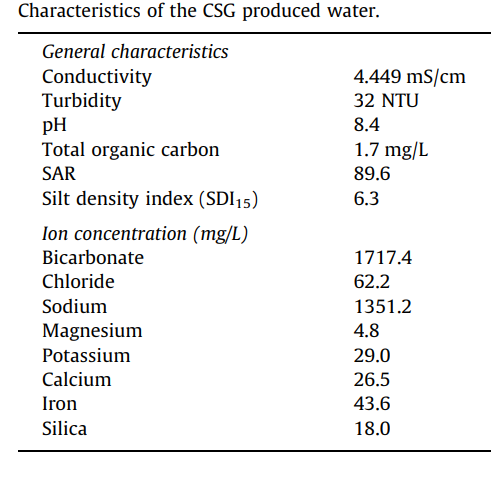 Characteristics of the CSG produced water.
General characteristics
Conductivity 4.449 mS/cm
Turbidity 32 NTU
pH 8.4
Total organic carbon 1.7 mg/L
SAR 89.6
Silt density index (SDI₁₅) 6.3
Ion concentration (mg/L)
Bicarbonate 1717.4
Chloride 62.2
Sodium 1351.2
Magnesium 4.8
Potassium 29.0
Calcium 26.5
Iron 43.6
Silica 18.0